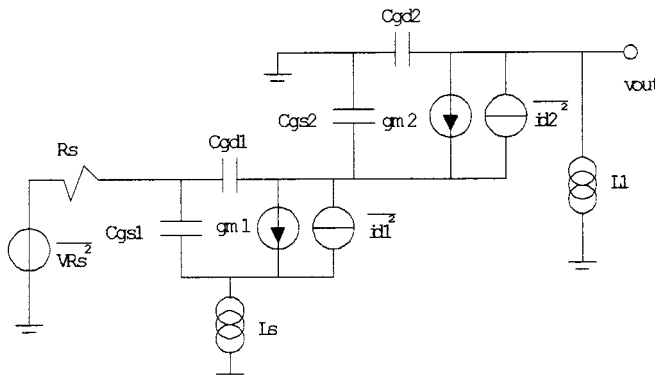 Cgd2
vout
Cgs2
gm2
id2²
Rs
Cgd1
L1
VRs²
Cgs1
gm1
id1²
Ls